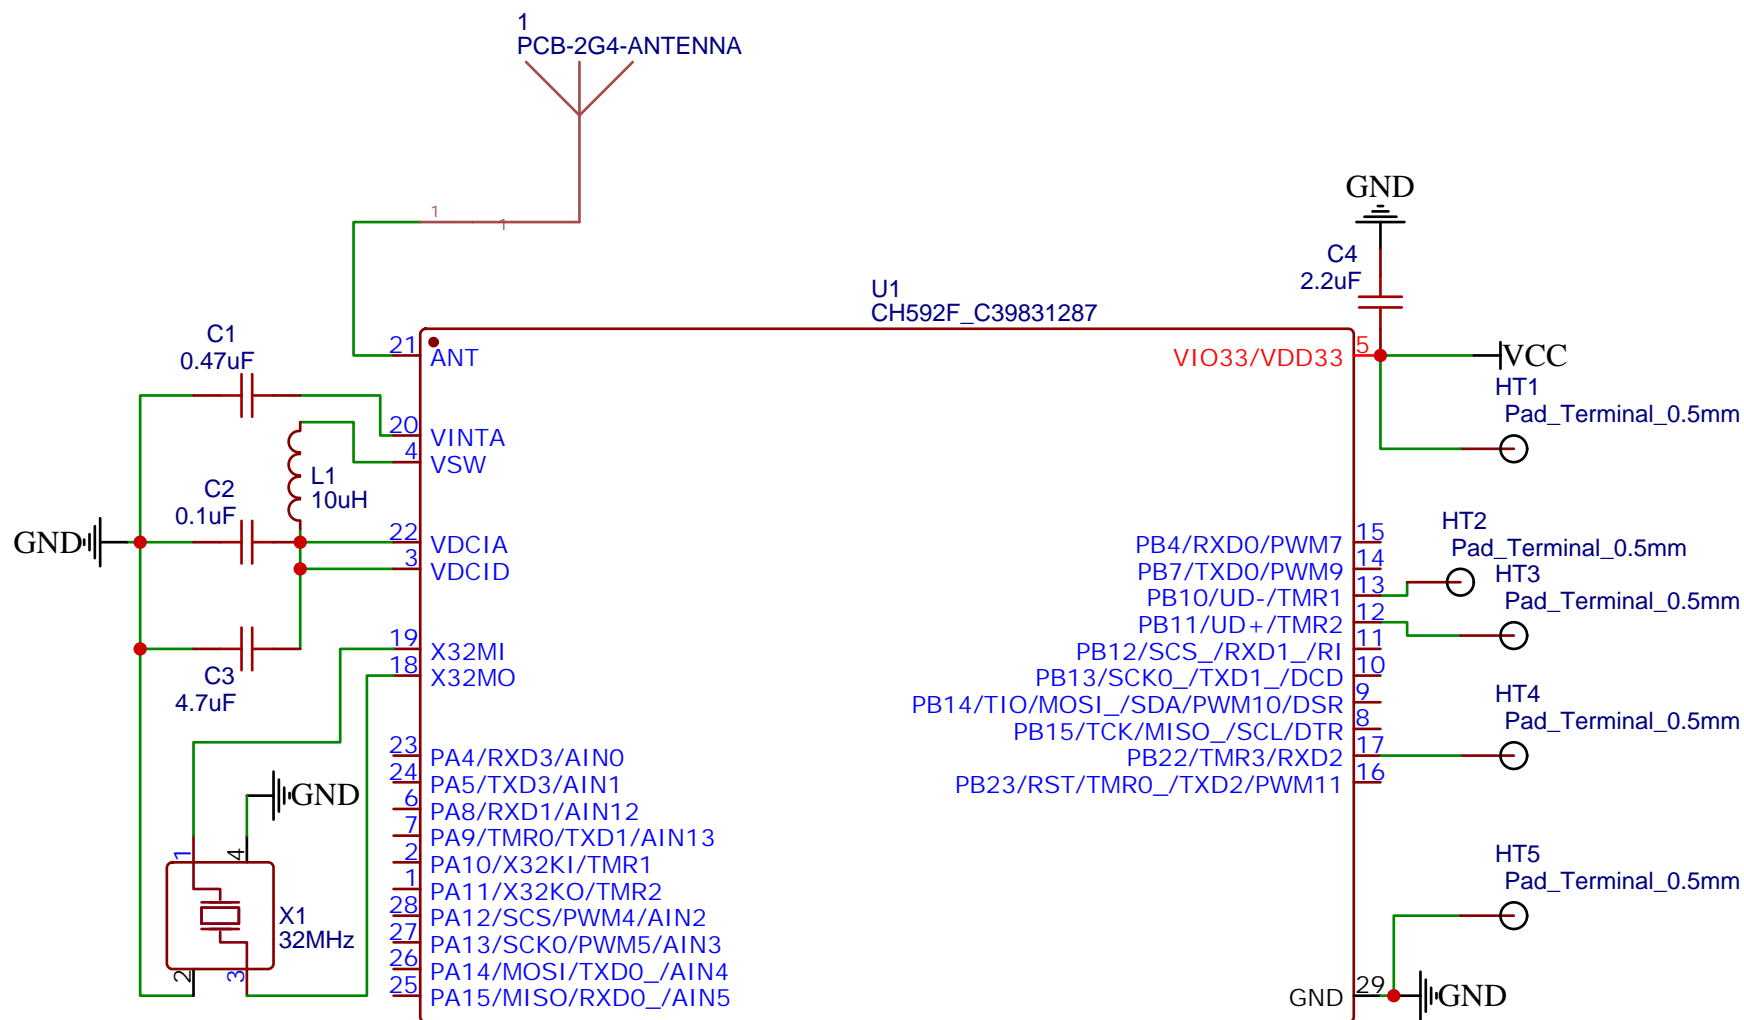 1
PCB-2G4-ANTENNA
1
1
GND
C4
2.2uF
U1
CH592F_C39831287
C1
0.47uF
21
ANT
VIO33/VDD33
5
VCC
HT1
Pad_Terminal_0.5mm
20
VINTA
4
VSW
L1
10uH
C2
0.1uF
GND
22
VDCIA
3
VDCID
C3
4.7uF
19
X32MI
18
X32MO
PB4/RXD0/PWM7
15
PB7/TXD0/PWM9
14
PB10/UD-/TMR1
13
PB11/UD+/TMR2
12
PB12/SCS_/RXD1_/RI
11
PB13/SCK0_/TXD1_/DCD
10
PB14/TIO/MOSI_/SDA/PWM10/DSR
9
PB15/TCK/MISO_/SCL/DTR
8
PB22/TMR3/RXD2
17
PB23/RST/TMR0_/TXD2/PWM11
16
HT2
Pad_Terminal_0.5mm
HT3
Pad_Terminal_0.5mm
HT4
Pad_Terminal_0.5mm
HT5
Pad_Terminal_0.5mm
23
PA4/RXD3/AIN0
24
PA5/TXD3/AIN1
6
PA8/RXD1/AIN12
7
PA9/TMR0/TXD1/AIN13
2
PA10/X32KI/TMR1
1
PA11/X32KO/TMR2
28
PA12/SCS/PWM4/AIN2
27
PA13/SCK0/PWM5/AIN3
26
PA14/MOSI/TXD0_/AIN4
25
PA15/MISO/RXD0_/AIN5
GND
1
4
X1
32MHz
2
3
GND
29
GND